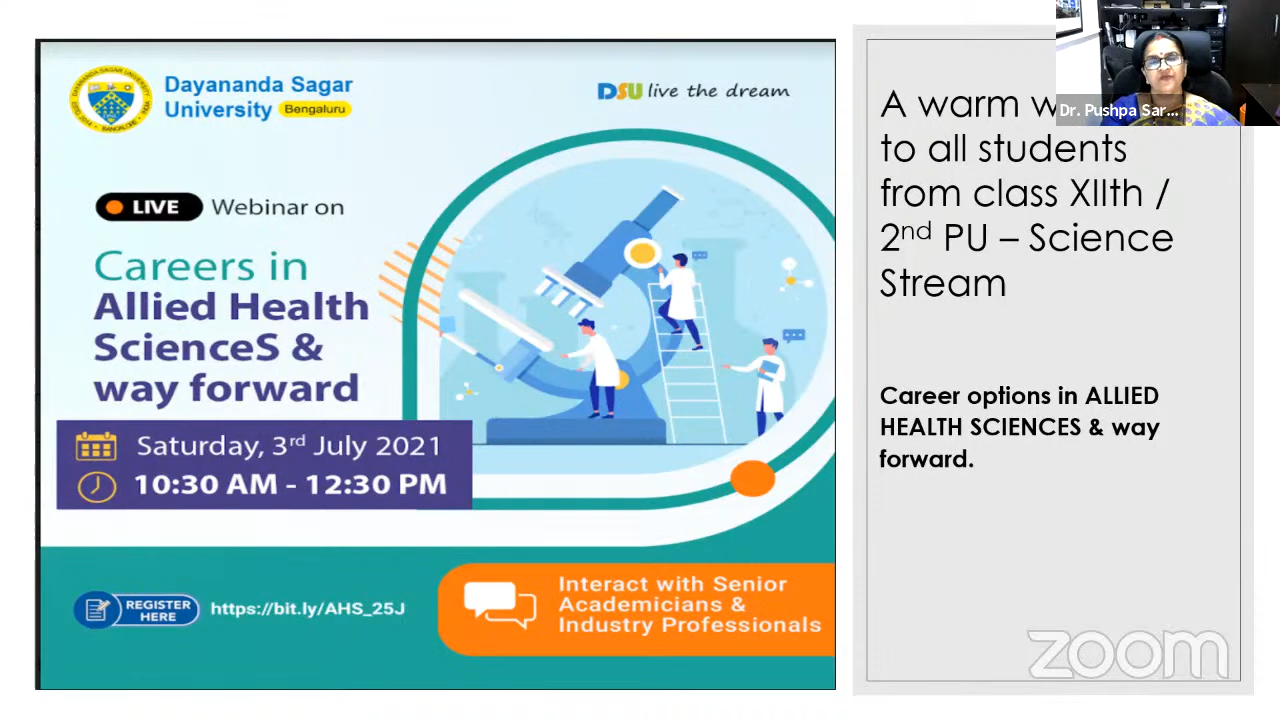 Dayananda Sagar
University Bengaluru
DSU live the dream
LIVE Webinar on
Careers in
Allied Health
ScienceS &
way forward
Saturday, 3rd July 2021
10:30 AM - 12:30 PM
REGISTER
HERE
https://bit.ly/AHS_25J
Interact with Senior
Academicians &
Industry Professionals
Dr. Pushpa Sar...
A warm
to all students
from class XIIth /
2nd PU – Science
Stream
Career options in ALLIED
HEALTH SCIENCES & way
forward.
zoom